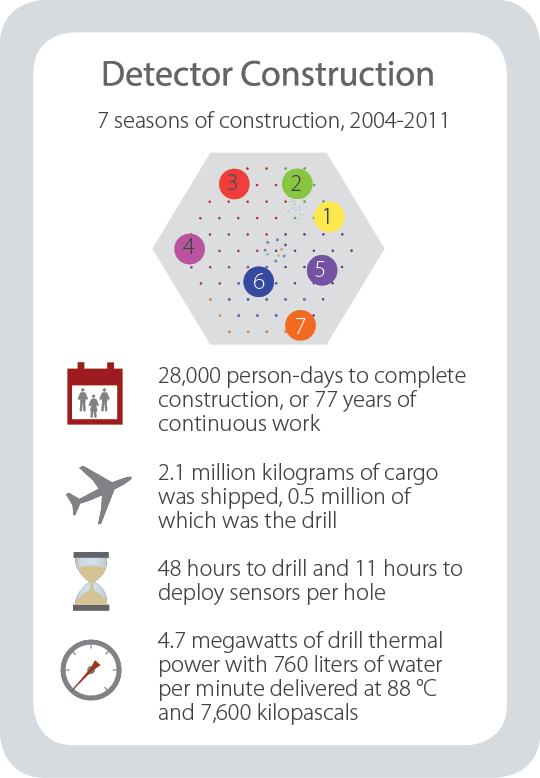 Detector Construction
7 seasons of construction, 2004-2011
3
2
1
4
5
6
7
28,000 person-days to complete
construction, or 77 years of
continuous work
2.1 million kilograms of cargo
was shipped, 0.5 million of
which was the drill
48 hours to drill and 11 hours to
deploy sensors per hole
4.7 megawatts of drill thermal
power with 760 liters of water
per minute delivered at 88 °C
and 7,600 kilopascals